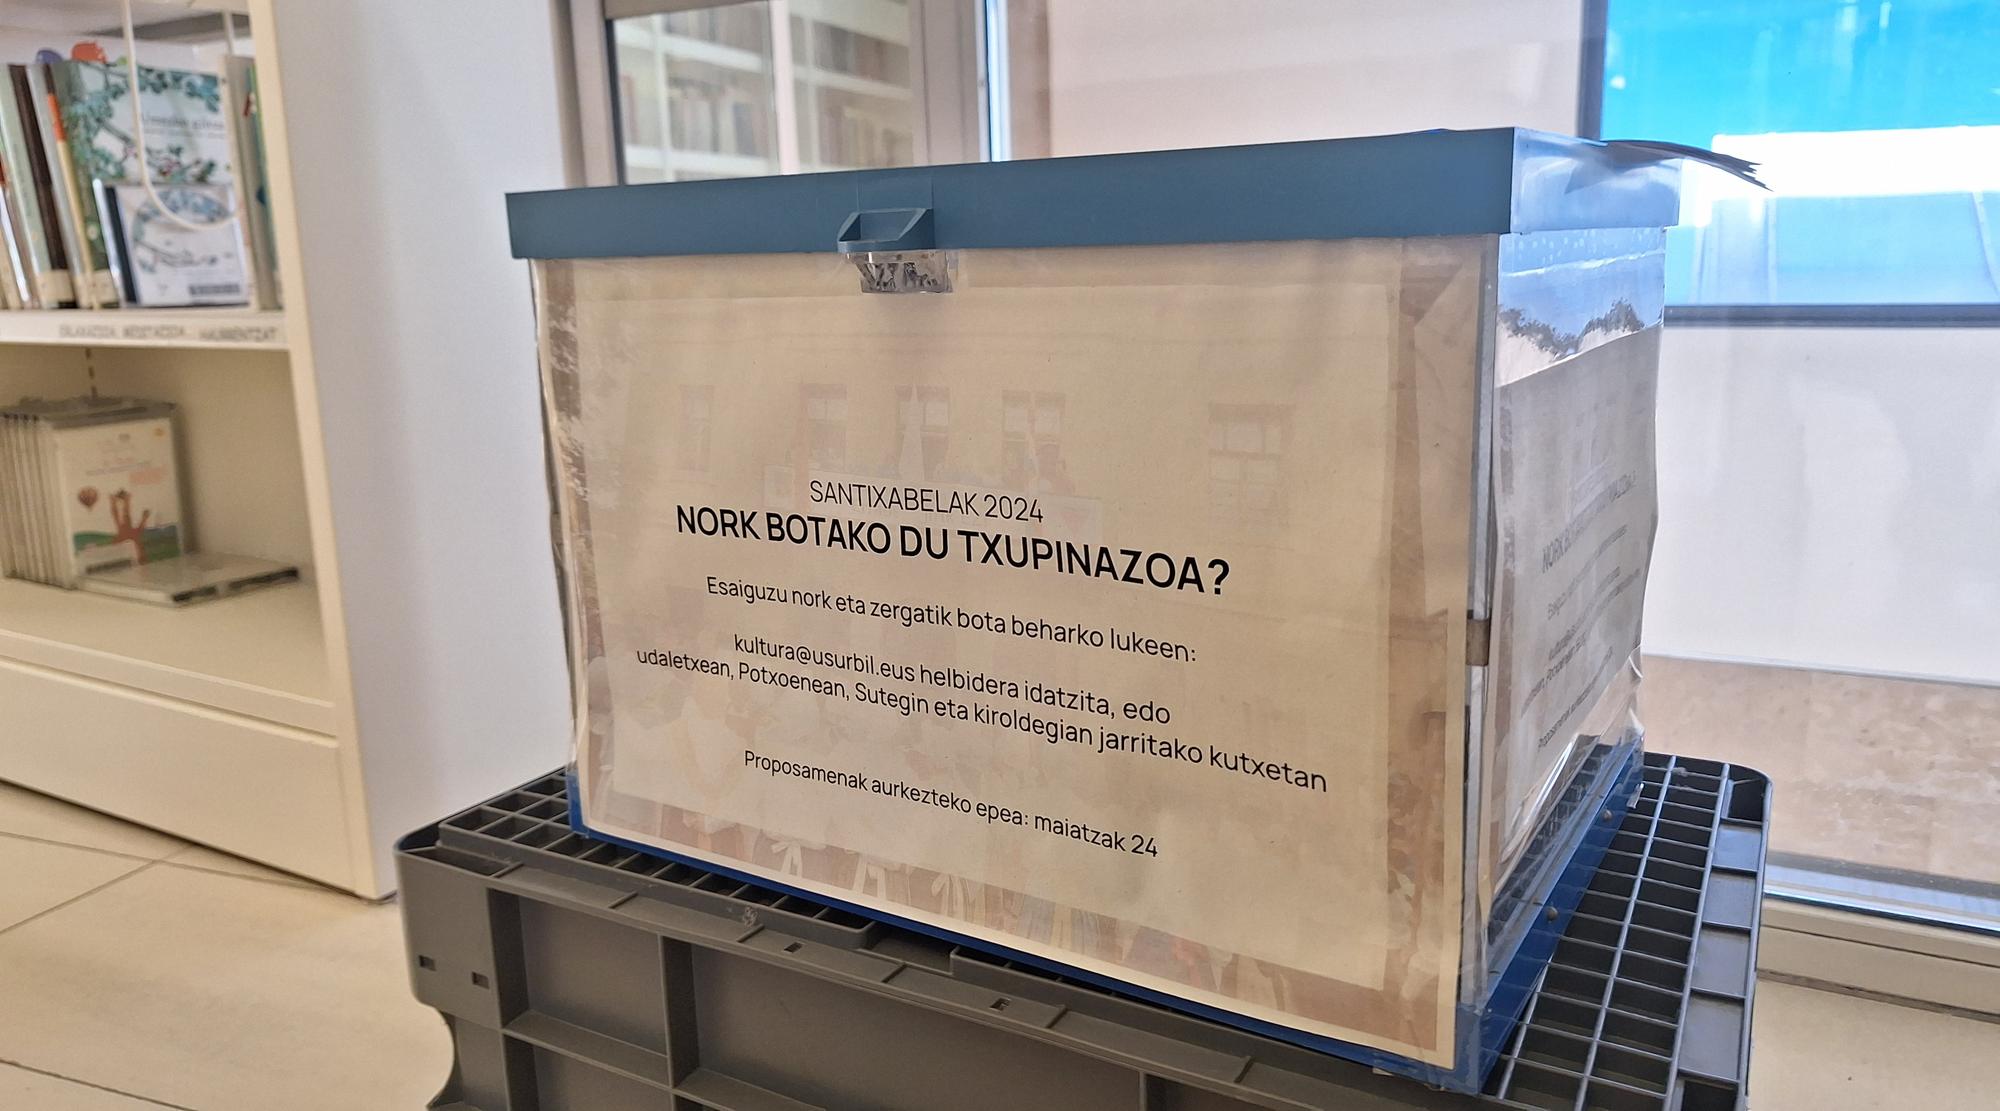 SANTIXABELAK 2024
NORK BOTAKO DU TXUPINAZOA?
Esaiguzu nork eta zergatik bota beharko lukeen:
kultura@usurbil.eus helbidera idatzita, edo
udaletxean, Potxoenean, Sutegin eta kiroldegian jarritako kutxetan
Proposamenak aurkezteko epea: maiatzak 24